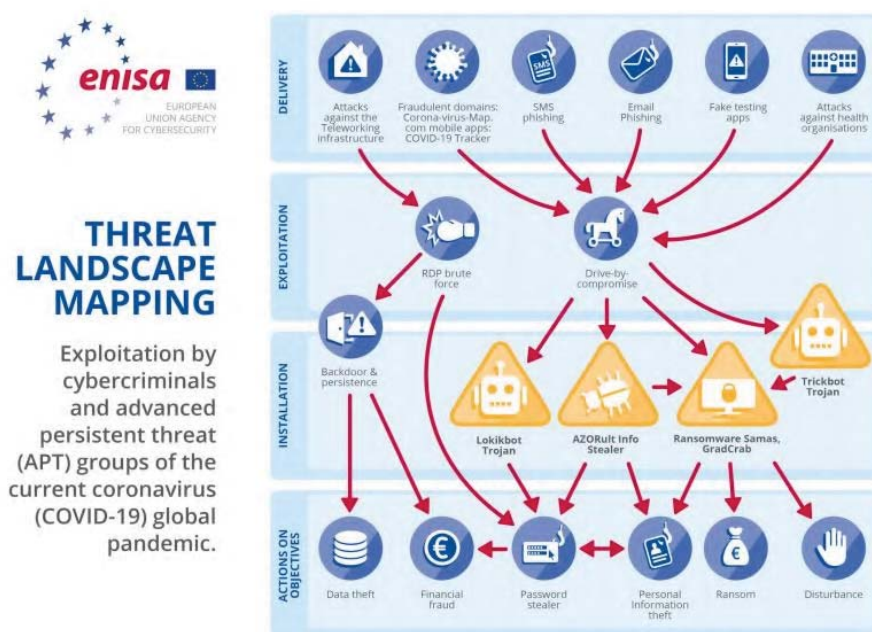 enisa
EUROPEAN
UNION AGENCY
FOR CYBERSECURITY
THREAT
LANDSCAPE
MAPPING
Exploitation by
cybercriminals
and advanced
persistent threat
(APT) groups of the
current coronavirus
(COVID-19) global
pandemic.
DELIVERY
Attacks
against the
Teleworking
infrastructure
Fraudulent domains:
Corona-virus-Map.
com mobile apps:
COVID-19 Tracker
SMS
SMS
phishing
Email
Phishing
Fake testing
apps
Attacks
against health
organisations
EXPLOITATION
RDP brute
force
Drive-by-
compromise
INSTALLATION
Backdoor &
persistence
Lokikbot
Trojan
AZORult Info
Stealer
Ransomware Samas,
GradCrab
Trickbot
Trojan
ACTIONS ON
OBJECTIVES
Data theft
€
Financial
fraud
Password
stealer
Personal
Information
theft
€
Ransom
Disturbance